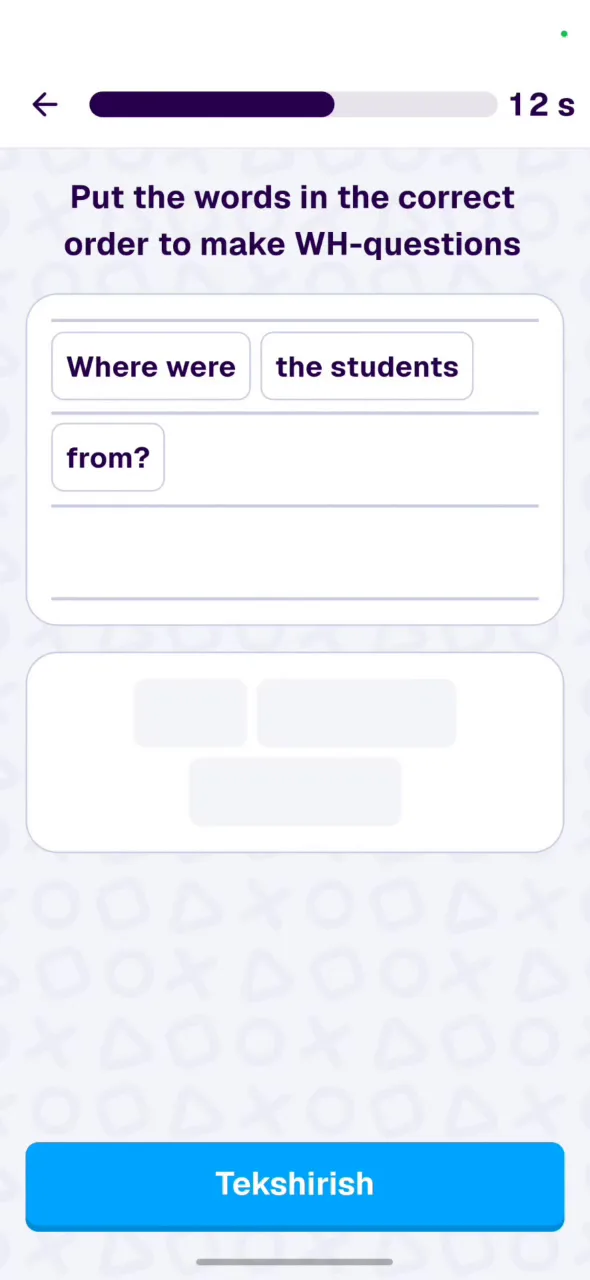 12 s
Put the words in the correct
order to make WH-questions
Where were the students
from?
Tekshirish